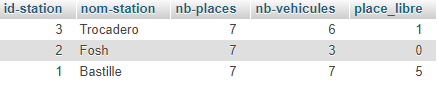 id-station nom-station nb-places nb-vehicules place_libre
3 Trocadero 7 6 1
2 Fosh 7 3 0
1 Bastille 7 7 5